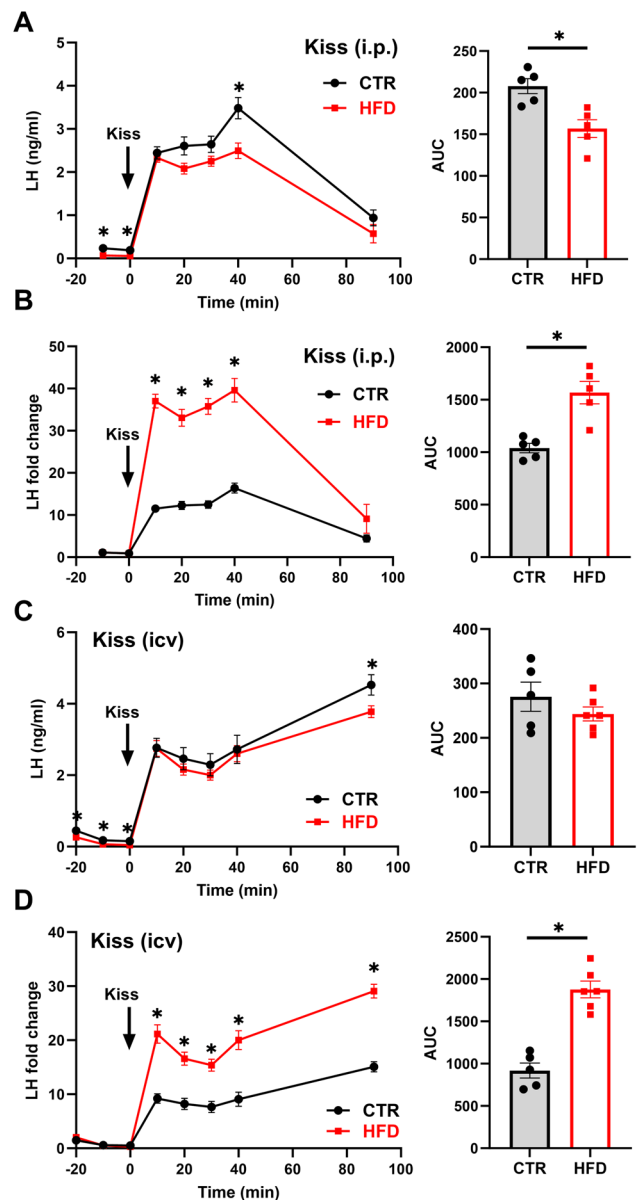 A
Kiss (i.p.)
CTR
HFD
Kiss
*
* *
LH (ng/ml)
5
4
3
2
1
0
-20 0 20 40 60 80 100
Time (min)
*
AUC
250
200
150
100
50
0
CTR HFD
B
Kiss (i.p.)
CTR
HFD
Kiss
* * * *
LH fold change
50
40
30
20
10
0
-20 0 20 40 60 80 100
Time (min)
*
AUC
2000
1500
1000
500
0
CTR HFD
C
Kiss (icv)
Kiss
*
* * *
CTR
HFD
LH (ng/ml)
6
4
2
0
-20 0 20 40 60 80 100
Time (min)
AUC
400
300
200
100
0
CTR HFD
D
Kiss (icv)
Kiss
* * * * *
CTR
HFD
LH fold change
40
30
20
10
0
-20 0 20 40 60 80 100
Time (min)
*
AUC
2500
2000
1500
1000
500
0
CTR HFD